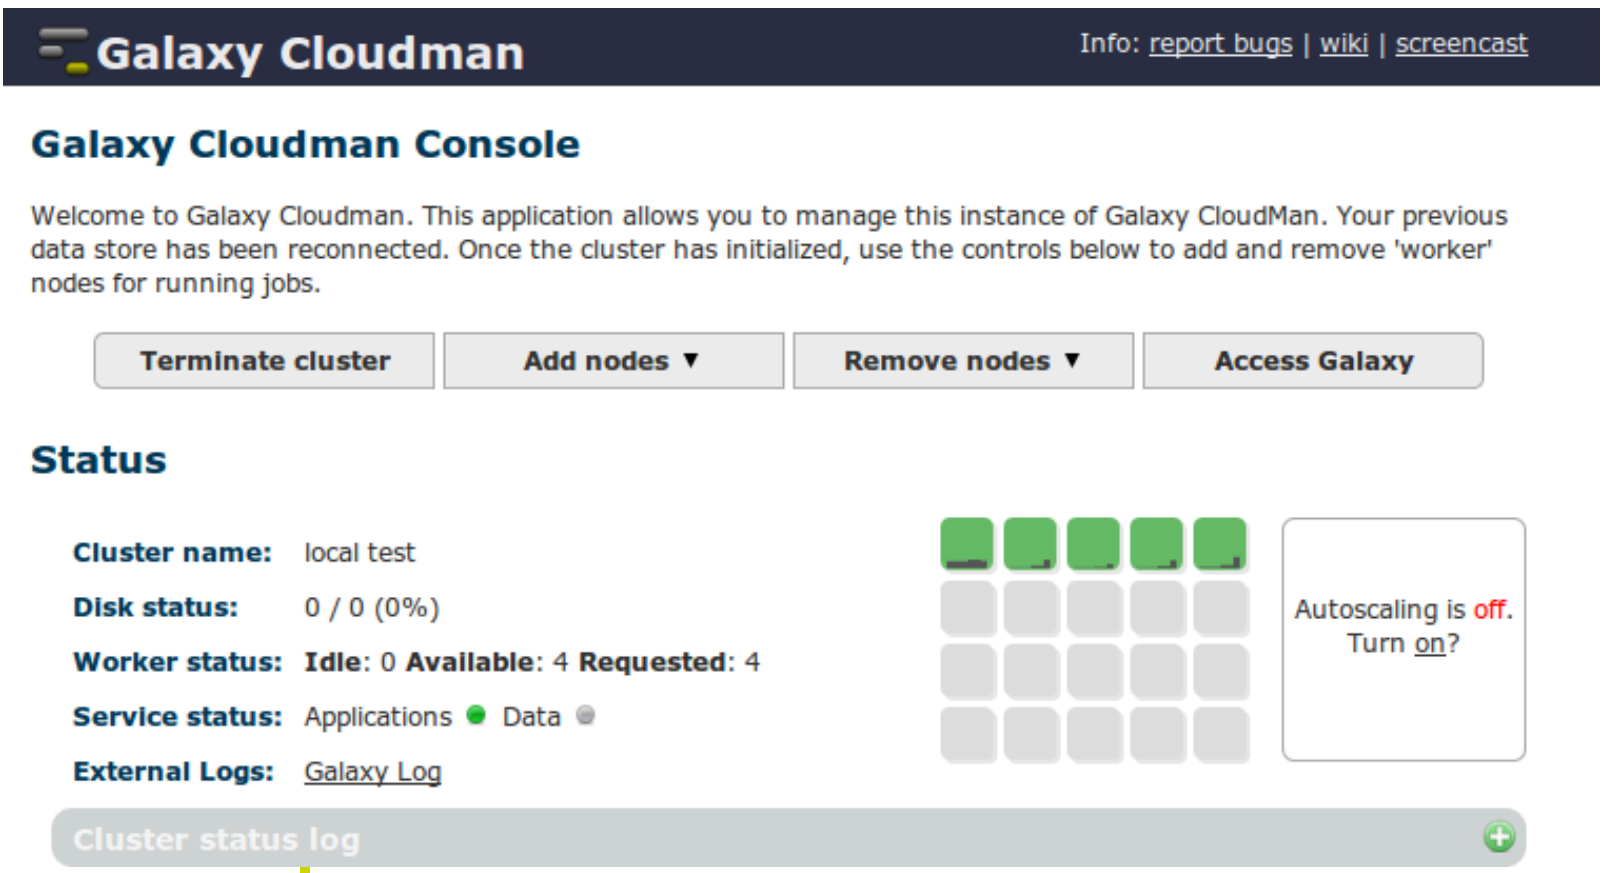 Galaxy Cloudman
Info: report bugs | wiki | screencast
Galaxy Cloudman Console
Welcome to Galaxy Cloudman. This application allows you to manage this instance of Galaxy CloudMan. Your previous
data store has been reconnected. Once the cluster has initialized, use the controls below to add and remove 'worker'
nodes for running jobs.
Terminate cluster
Add nodes ▼
Remove nodes ▼
Access Galaxy
Status
Cluster name: local test
Disk status: 0 / 0 (0%)
Worker status: Idle: 0 Available: 4 Requested: 4
Service status: Applications Data
External Logs: Galaxy Log
Autoscaling is off.
Turn on?
Cluster status log